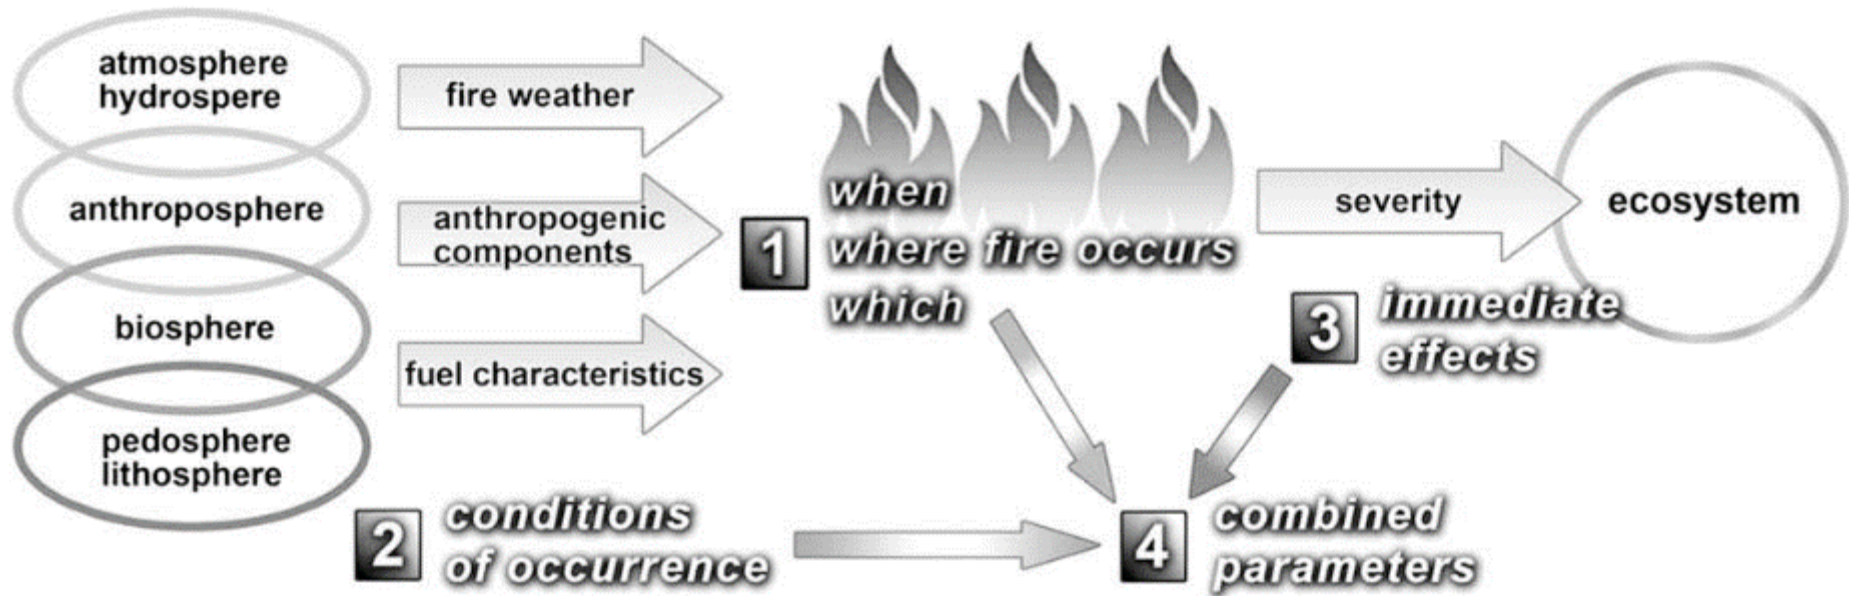 atmosphere
hydrospere
anthroposphere
biosphere
pedosphere
lithosphere
fire weather
anthropogenic
components
fuel characteristics
1
when
where fire occurs
which
severity
ecosystem
2
conditions
of occurrence
3
immediate
effects
4
combined
parameters